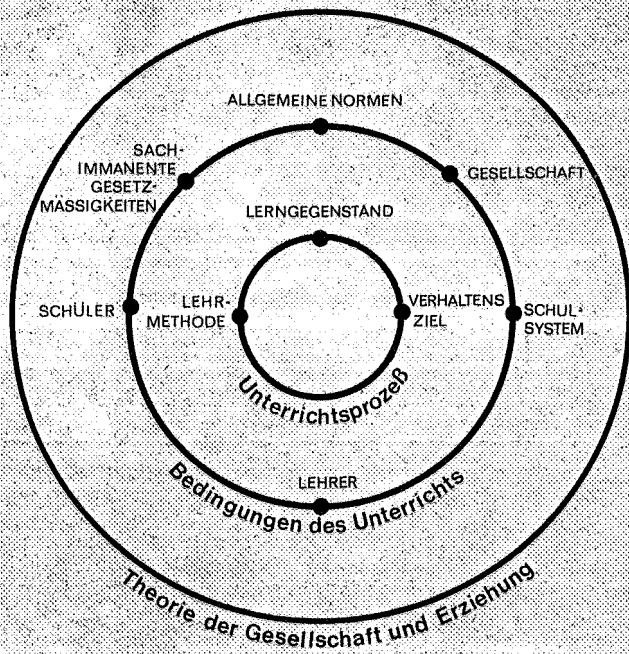 ALLGEMEINE NORMEN
SACH-
IMMANENTE
GESETZ-
MÄSSIGKEITEN
GESELLSCHAFT
LERNGEGENSTAND
SCHÜLER
LEHR-
METHODE
VERHALTENS
ZIEL
SCHUL-
SYSTEM
Unterrichtsprozeß
LEHRER
Bedingungen des Unterrichts
Theorie der Gesellschaft und Erziehung